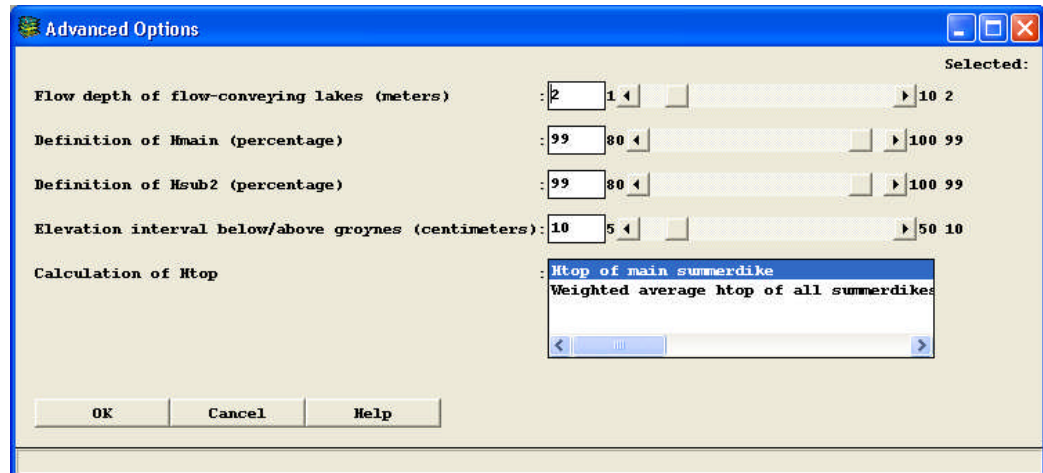 Advanced Options
Selected:
Flow depth of flow-conveying lakes (meters) :2 1 10 2
Definition of Hmain (percentage) :99 80 100 99
Definition of Hsub2 (percentage) :99 80 100 99
Elevation interval below/above groynes (centimeters):10 5 50 10
Calculation of Htop :Htop of main summerdike
Weighted average htop of all summerdikes
OK Cancel Help